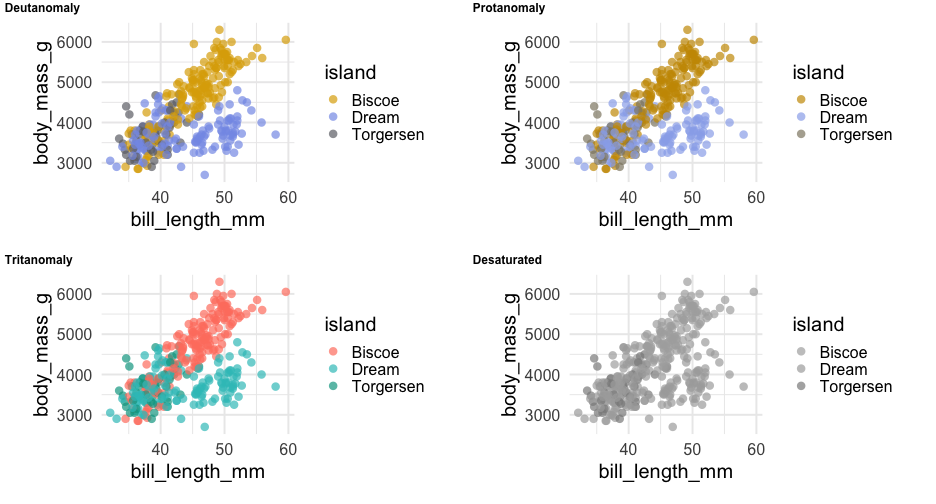 Deutanomaly
body_mass_g
6000
5000
4000
3000
40
50
60
bill_length_mm
island
Biscoe
Dream
Torgersen
Protanomaly
body_mass_g
6000
5000
4000
3000
40
50
60
bill_length_mm
island
Biscoe
Dream
Torgersen
Tritanomaly
body_mass_g
6000
5000
4000
3000
40
50
60
bill_length_mm
island
Biscoe
Dream
Torgersen
Desaturated
body_mass_g
6000
5000
4000
3000
40
50
60
bill_length_mm
island
Biscoe
Dream
Torgersen